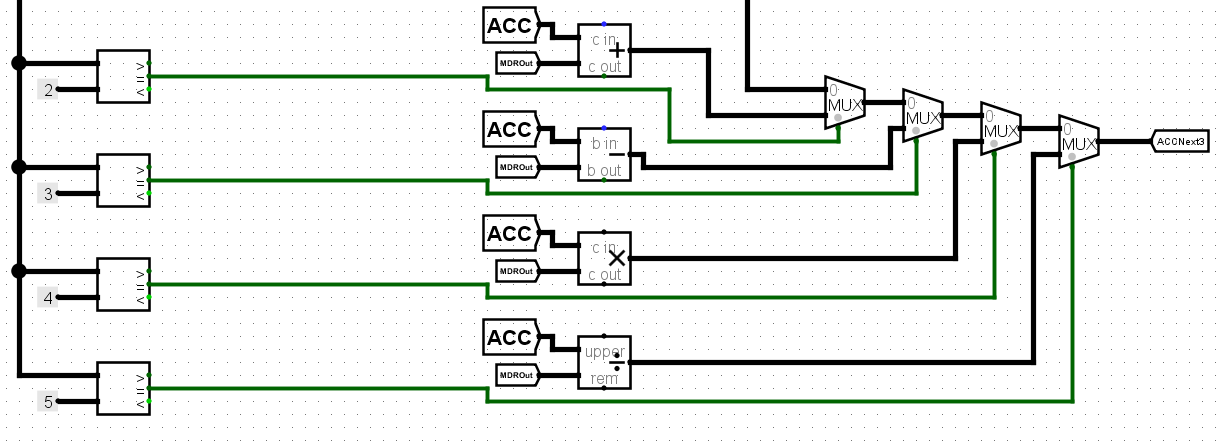 ACC
MDROut
c in
+
c out
>
=
<
2
0
MUX
ACC
MDROut
b in
−
b out
0
MUX
0
MUX
0
MUX
ACCNext3
>
=
<
3
ACC
MDROut
c in
×
c out
>
=
<
4
ACC
MDROut
upper
÷
rem
>
=
<
5